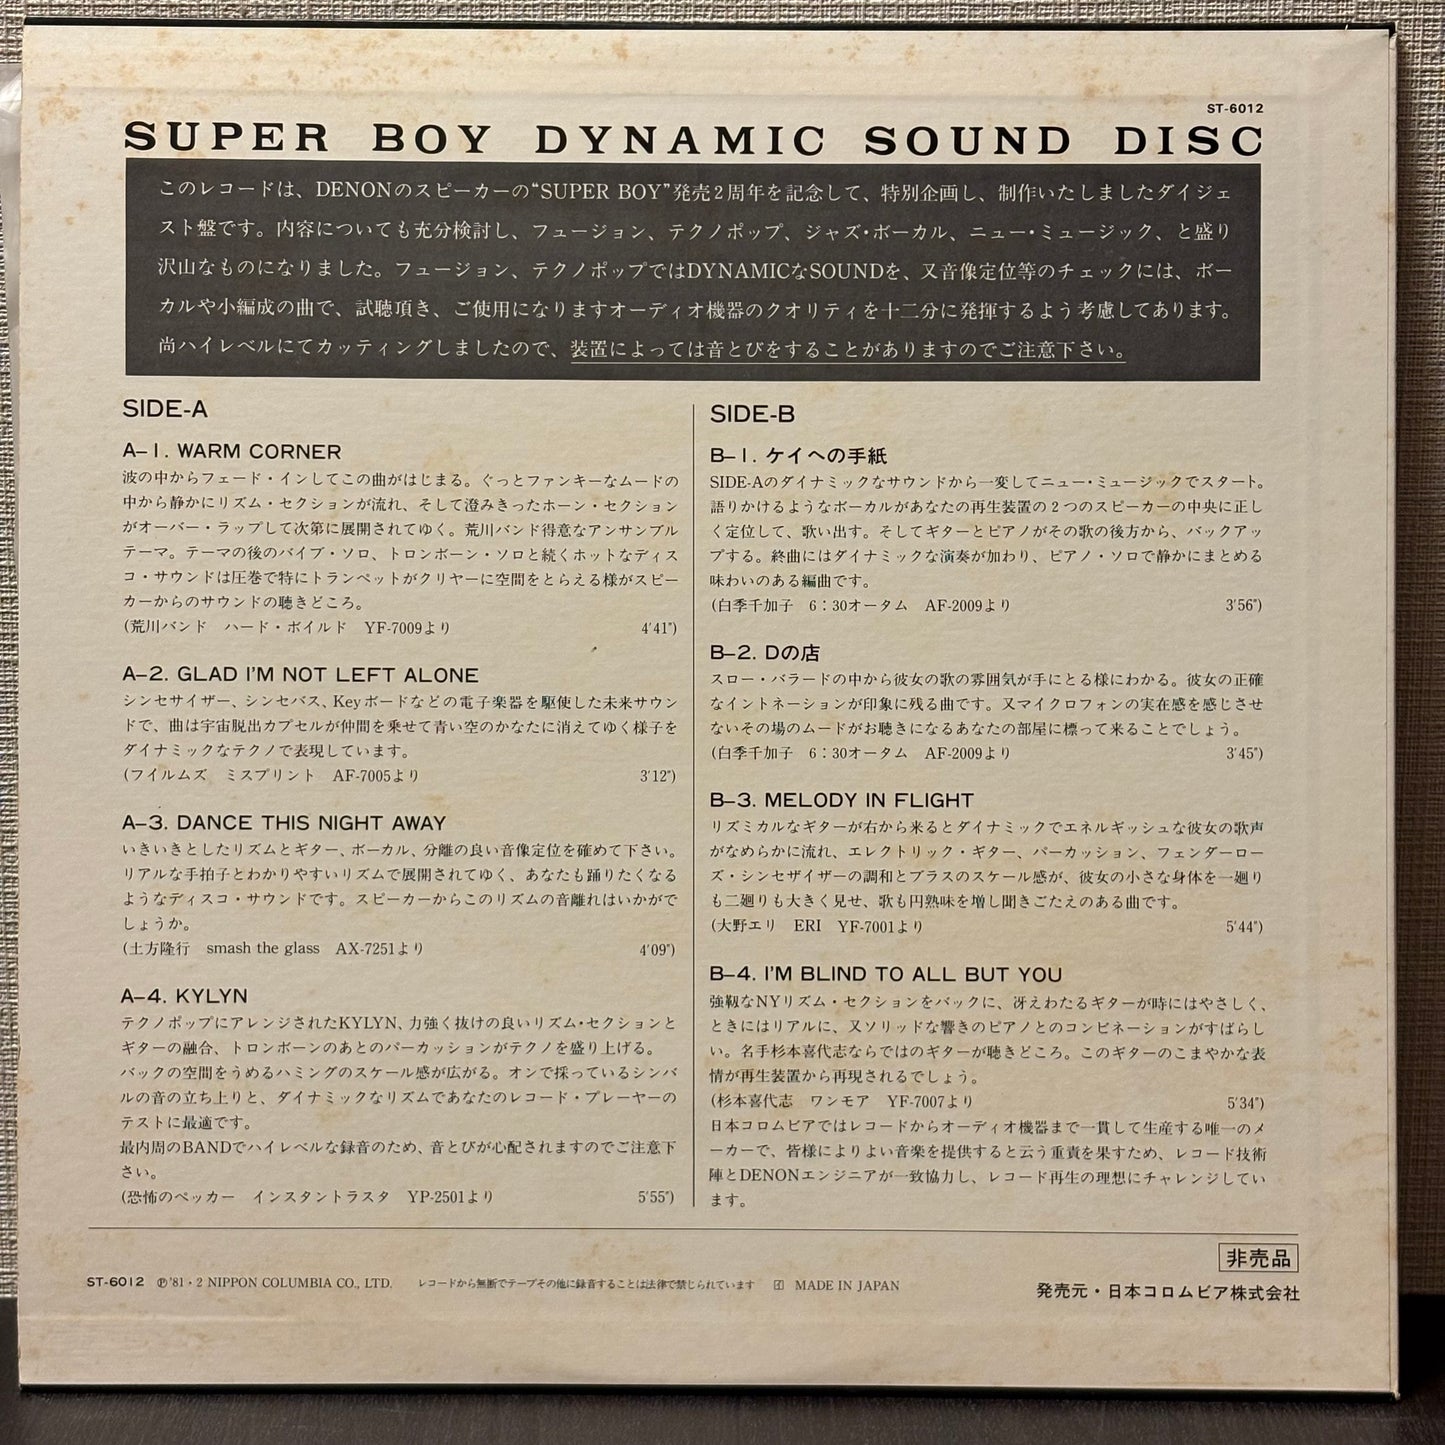 ST-6012
SUPER BOY DYNAMIC SOUND DISC
このレコードは、DENONのスピーカーの“SUPER BOY”発売2周年を記念して、特別企画し、制作いたしましたダイジェ
スト盤です。内容についても充分検討し、フュージョン、テクノポップ、ジャズ・ボーカル、ニュー・ミュージック、と盛り
沢山なものになりました。フュージョン、テクノポップではDYNAMICなSOUNDを、又音像定位等のチェックには、ボー
カルや小編成の曲で、試聴頂き、ご使用になりますオーディオ機器のクオリティを十二分に発揮するよう考慮してあります。
尚ハイレベルにてカッティングしましたので、装置によっては音とびをすることがありますのでご注意下さい。
SIDE-A
A-1. WARM CORNER
波の中からフェード・インしてこの曲がはじまる。ぐっとファンキーなムードの
中から静かにリズム・セクションが流れ、そして澄みきったホーン・セクション
がオーバー・ラップして次第に展開されてゆく。荒川バンド得意なアンサンブル
テーマ。テーマの後のバイブ・ソロ、トロンボーン・ソロと続くホットなディス
コ・サウンドは圧巻で特にトランペットがクリヤーに空間をとらえる様がスピー
カーからのサウンドの聴きどころ。
(荒川バンド ハード・ボイルド YF-7009より 4′41″)
A-2. GLAD I'M NOT LEFT ALONE
シンセサイザー、シンセバス、Keyボードなどの電子楽器を駆使した未来サウン
ドで、曲は宇宙脱出カプセルが仲間を乗せて青い空のかなたに消えてゆく様子を
ダイナミックなテクノで表現しています。
(フイルムズ ミスプリント AF-7005より 3′12″)
A-3. DANCE THIS NIGHT AWAY
いきいきとしたリズムとギター、ボーカル、分離の良い音像定位を確めて下さい。
リアルな手拍子とわかりやすいリズムで展開されてゆく、あなたも踊りたくなる
ようなディスコ・サウンドです。スピーカーからこのリズムの音離れはいかがで
しょうか。
(土方隆行 smash the glass AX-7251より 4′09″)
A-4. KYLYN
テクノポップにアレンジされたKYLYN、力強く抜けの良いリズム・セクションと
ギターの融合、トロンボーンのあとのパーカッションがテクノを盛り上げる。
バックの空間をうめるハミングのスケール感が広がる。オンで採っているシンバ
ルの音の立ち上りと、ダイナミックなリズムであなたのレコード・プレーヤーの
テストに最適です。
最内周のBANDでハイレベルな録音のため、音とびが心配されますのでご注意下
さい。
(恐怖のペッカー インスタントラスタ YP-2501より 5′55″)
SIDE-B
B-1. ケイへの手紙
SIDE-Aのダイナミックなサウンドから一変してニュー・ミュージックでスタート。
語りかけるようなボーカルがあなたの再生装置の2つのスピーカーの中央に正し
く定位して、歌い出す。そしてギターとピアノがその歌の後方から、バックアッ
プする。終曲にはダイナミックな演奏が加わり、ピアノ・ソロで静かにまとめる
味わいのある編曲です。
(白季千加子 6：30オータム AF-2009より 3′56″)
B-2. Dの店
スロー・バラードの中から彼女の歌の雰囲気が手にとる様にわかる。彼女の正確
なイントネーションが印象に残る曲です。又マイクロフォンの実在感を感じさせ
ないその場のムードがお聴きになるあなたの部屋に標って来ることでしょう。
(白季千加子 6：30オータム AF-2009より 3′45″)
B-3. MELODY IN FLIGHT
リズミカルなギターが右から来るとダイナミックでエネルギッシュな彼女の歌声
がなめらかに流れ、エレクトリック・ギター、パーカッション、フェンダーロー
ズ・シンセザイザーの調和とブラスのスケール感が、彼女の小さな身体を一廻り
も二廻りも大きく見せ、歌も円熟味を増し聞きごたえのある曲です。
(大野エリ ERI YF-7001より 5′44″)
B-4. I'M BLIND TO ALL BUT YOU
強靱なNYリズム・セクションをバックに、冴えわたるギターが時にはやさしく、
ときにはリアルに、又ソリッドな響きのピアノとのコンビネーションがすばらし
い。名手杉本喜代志ならではのギターが聴きどころ。このギターのこまやかな表
情が再生装置から再現されるでしょう。
(杉本喜代志 ワンモア YF-7007より 5′34″)
日本コロムビアではレコードからオーディオ機器まで一貫して生産する唯一のメ
ーカーで、皆様によりよい音楽を提供すると云う重責を果すため、レコード技術
陣とDENONエンジニアが一致協力し、レコード再生の理想にチャレンジしてい
ます。
非売品
ST-6012 ℗'81・2 NIPPON COLUMBIA CO., LTD. レコードから無断でテープその他に録音することは法律で禁じられています MADE IN JAPAN
発売元・日本コロムビア株式会社